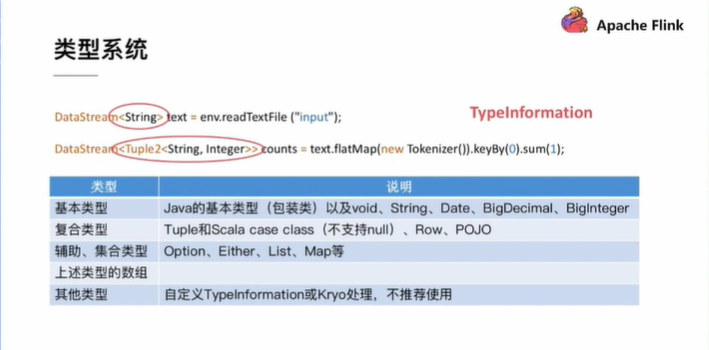 Apache Flink
类型系统
DataStream<String> text = env.readTextFile ("input");
TypeInformation
DataStream<Tuple2<String, Integer>> counts = text.flatMap(new Tokenizer()).keyBy(0).sum(1);
类型 说明
基本类型 Java的基本类型（包装类）以及void、String、Date、BigDecimal、BigInteger
复合类型 Tuple和Scala case class（不支持null）、Row、POJO
辅助、集合类型 Option、Either、List、Map等
上述类型的数组
其他类型 自定义TypeInformation或Kryo处理，不推荐使用